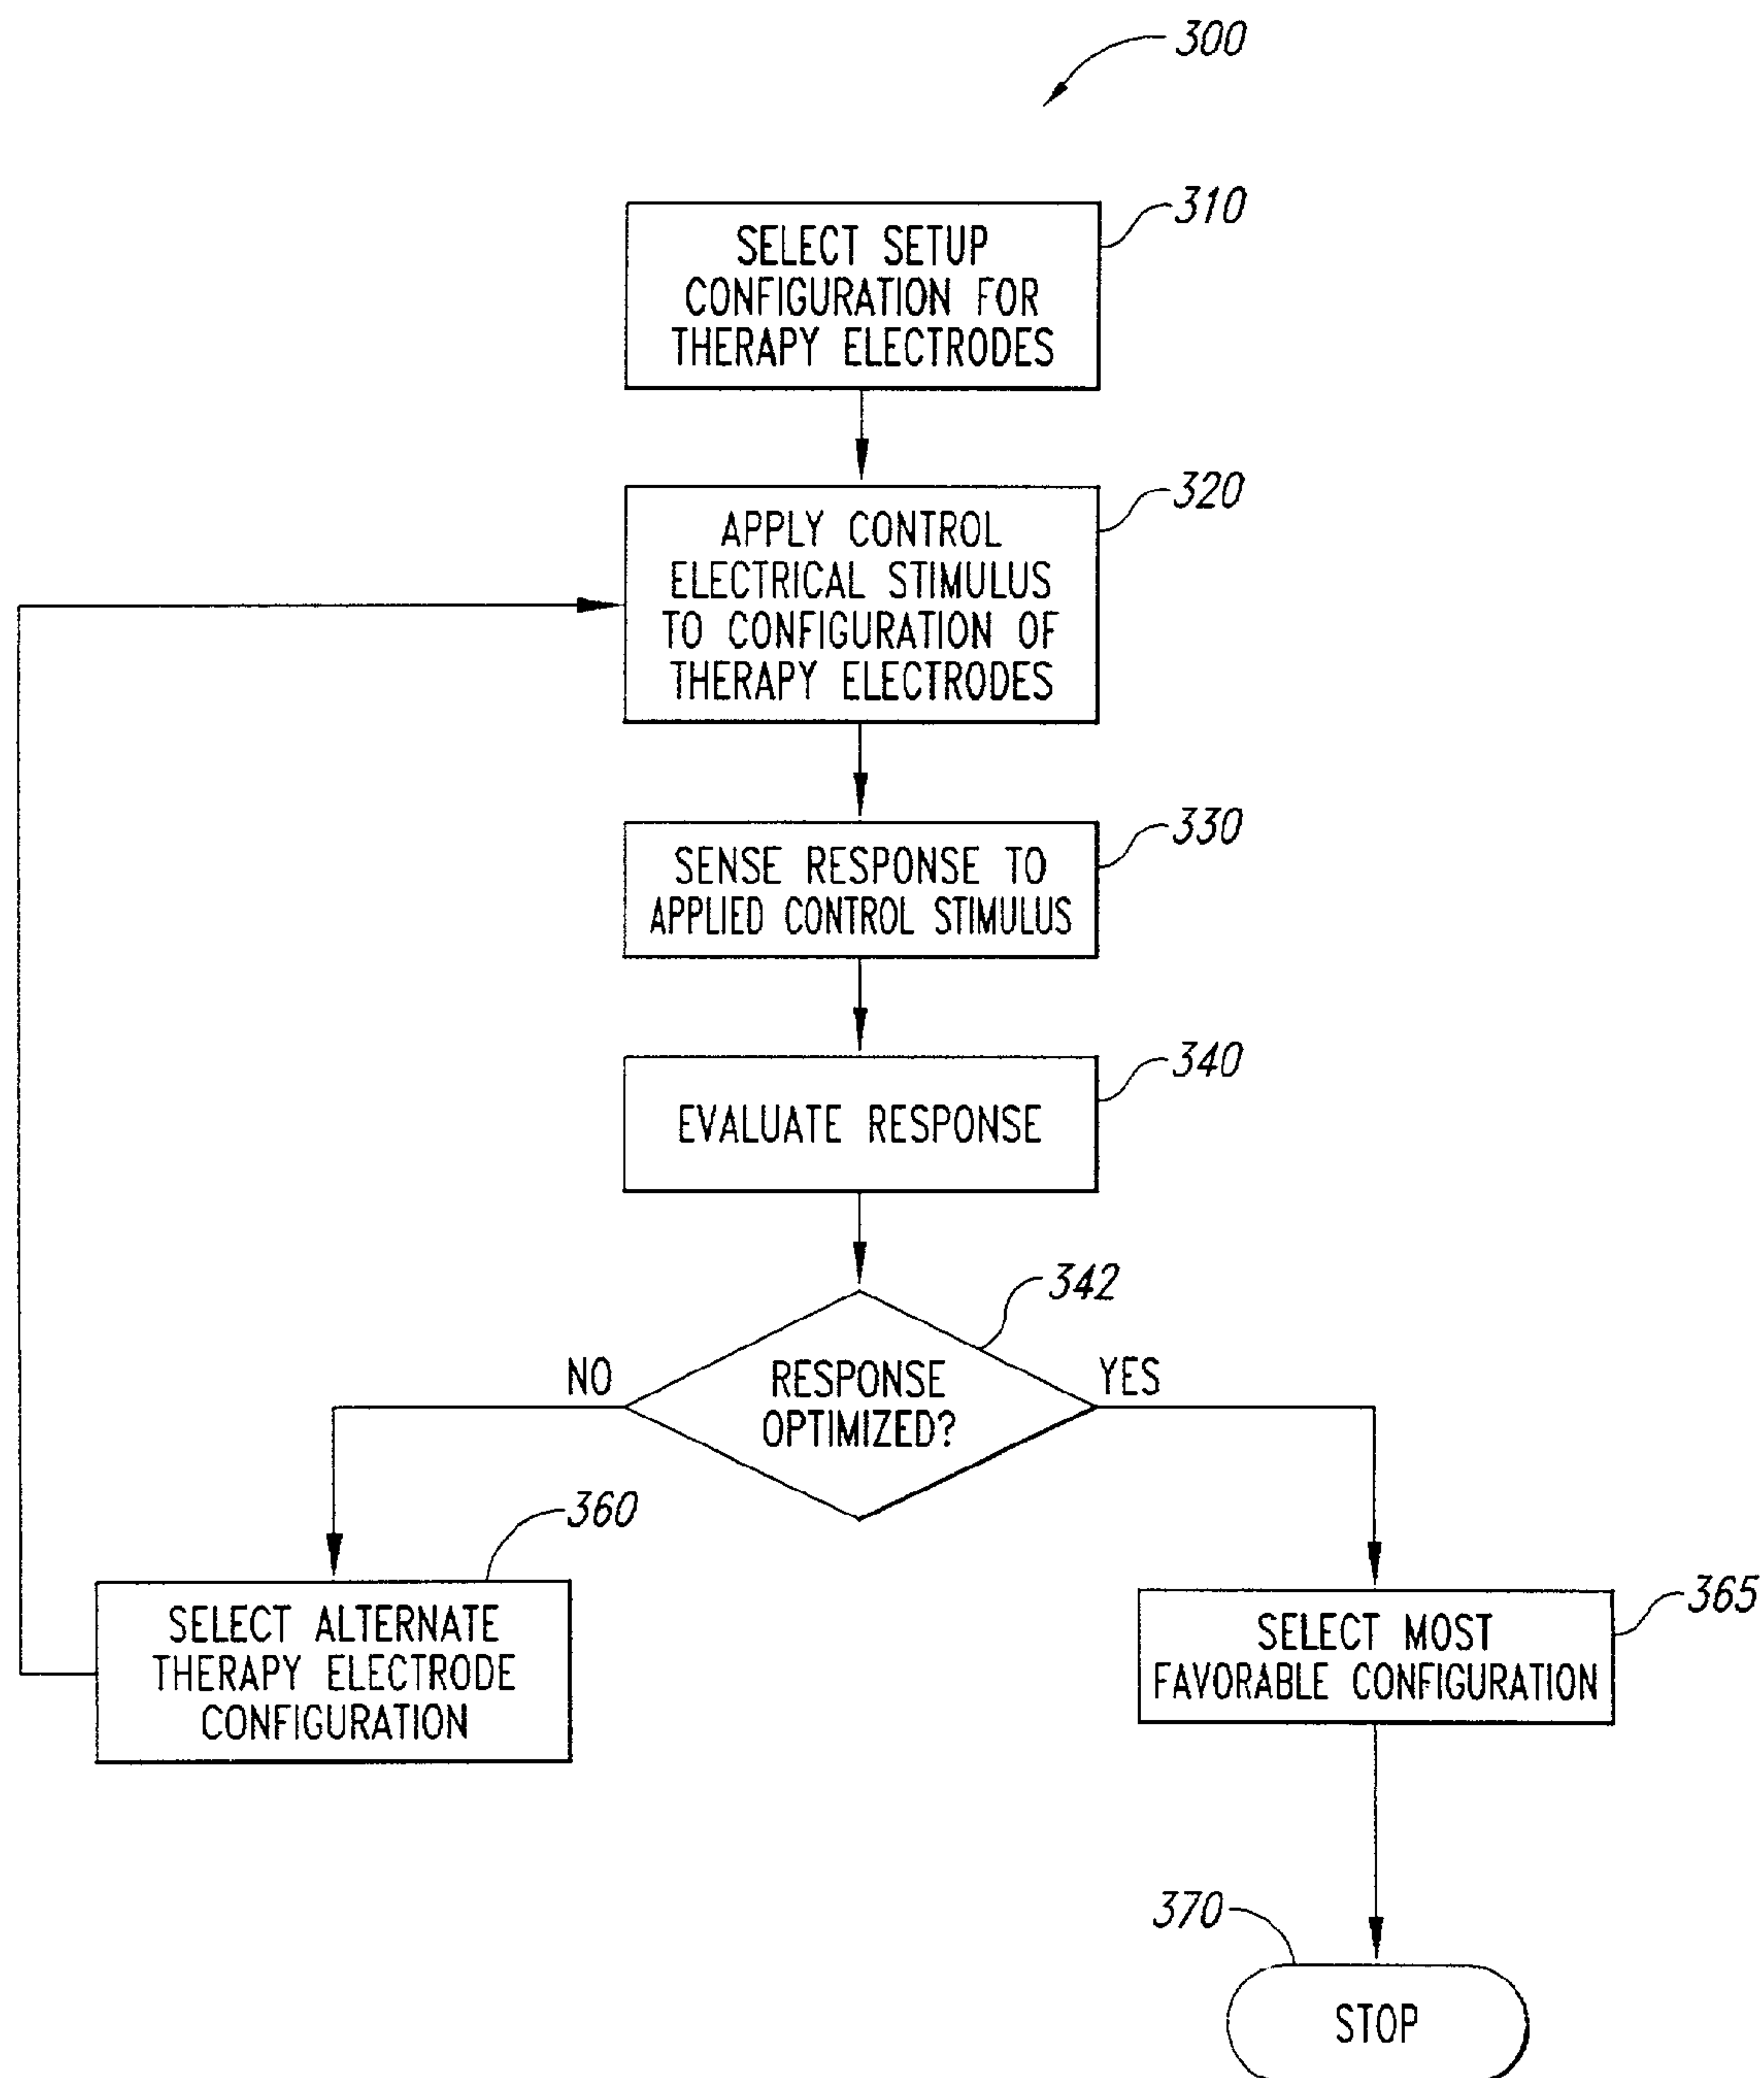 300
310
SELECT SETUP
CONFIGURATION FOR
THERAPY ELECTRODES
320
APPLY CONTROL
ELECTRICAL STIMULUS
TO CONFIGURATION OF
THERAPY ELECTRODES
330
SENSE RESPONSE TO
APPLIED CONTROL STIMULUS
340
EVALUATE RESPONSE
342
NO
RESPONSE
OPTIMIZED?
YES
360
SELECT ALTERNATE
THERAPY ELECTRODE
CONFIGURATION
365
SELECT MOST
FAVORABLE CONFIGURATION
370
STOP